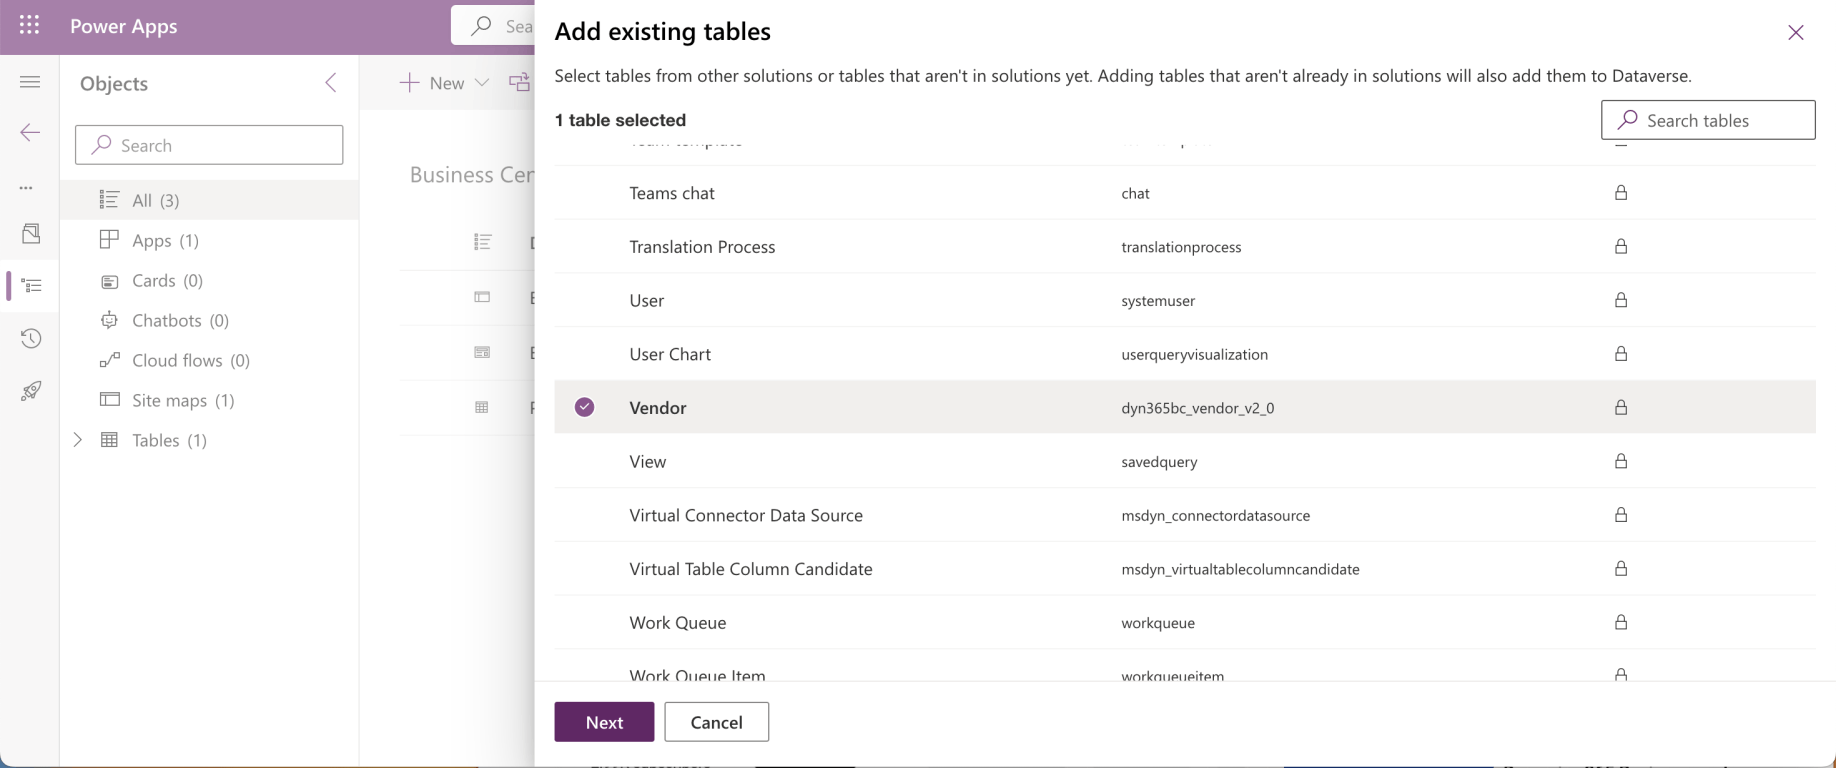 Power Apps
Sea
Objects
Search
All (3)
Apps (1)
Cards (0)
Chatbots (0)
Cloud flows (0)
Site maps (1)
Tables (1)
New
Business Cen
Add existing tables
Select tables from other solutions or tables that aren't in solutions yet. Adding tables that aren't already in solutions will also add them to Dataverse.
1 table selected
Search tables
Teams chat chat
Translation Process translationprocess
User systemuser
User Chart userqueryvisualization
Vendor dyn365bc_vendor_v2_0
View savedquery
Virtual Connector Data Source msdyn_connectordatasource
Virtual Table Column Candidate msdyn_virtualtablecolumncandidate
Work Queue workqueue
Work Queue Item workqueueitem
Next
Cancel